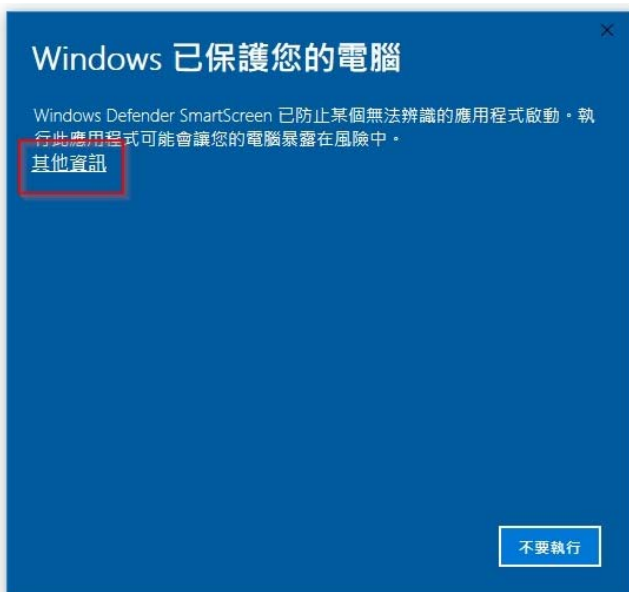 Windows 已保護您的電腦
Windows Defender SmartScreen 已防止某個無法辨識的應用程式啟動。執
行此應用程式可能會讓您的電腦暴露在風險中。
其他資訊
不要執行